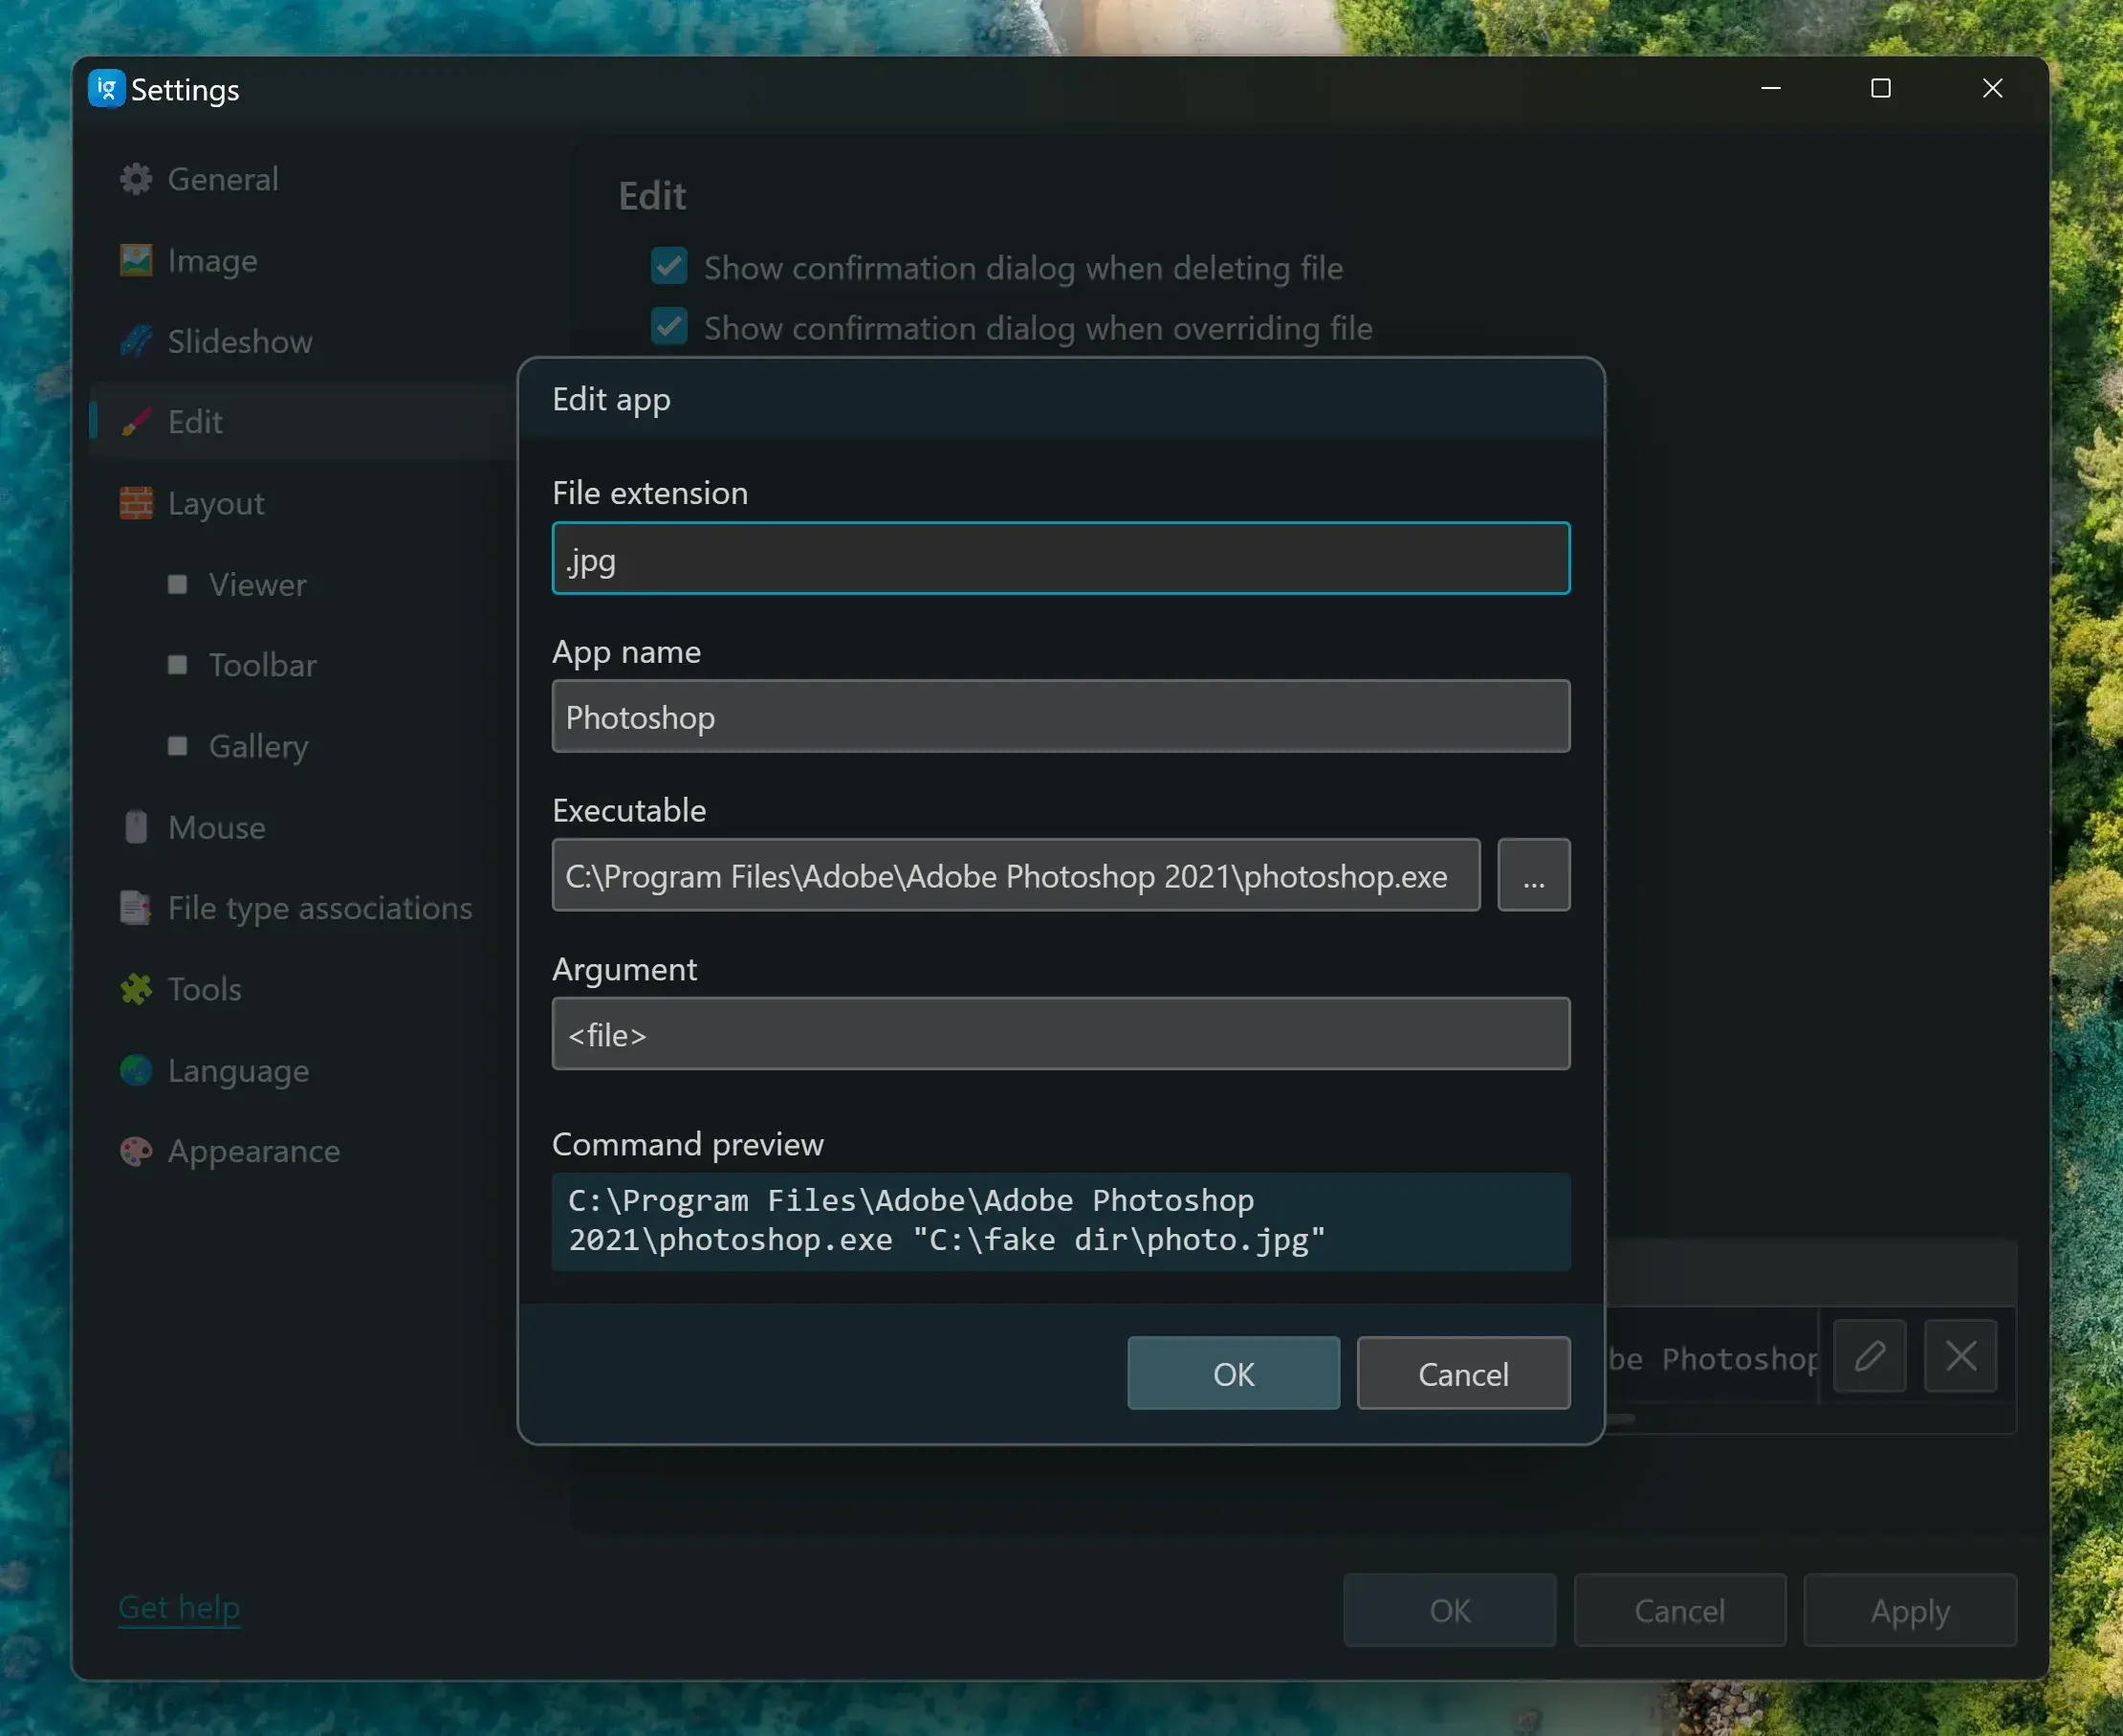 Settings
General
Image
Slideshow
Edit
Layout
Viewer
Toolbar
Gallery
Mouse
File type associations
Tools
Language
Appearance
Get help
Edit
Show confirmation dialog when deleting file
Show confirmation dialog when overriding file
Edit app
File extension
.jpg
App name
Photoshop
Executable
C:\Program Files\Adobe\Adobe Photoshop 2021\photoshop.exe
...
Argument
<file>
Command preview
C:\Program Files\Adobe\Adobe Photoshop
2021\photoshop.exe "C:\fake dir\photo.jpg"
OK
Cancel
be Photoshop
OK
Cancel
Apply